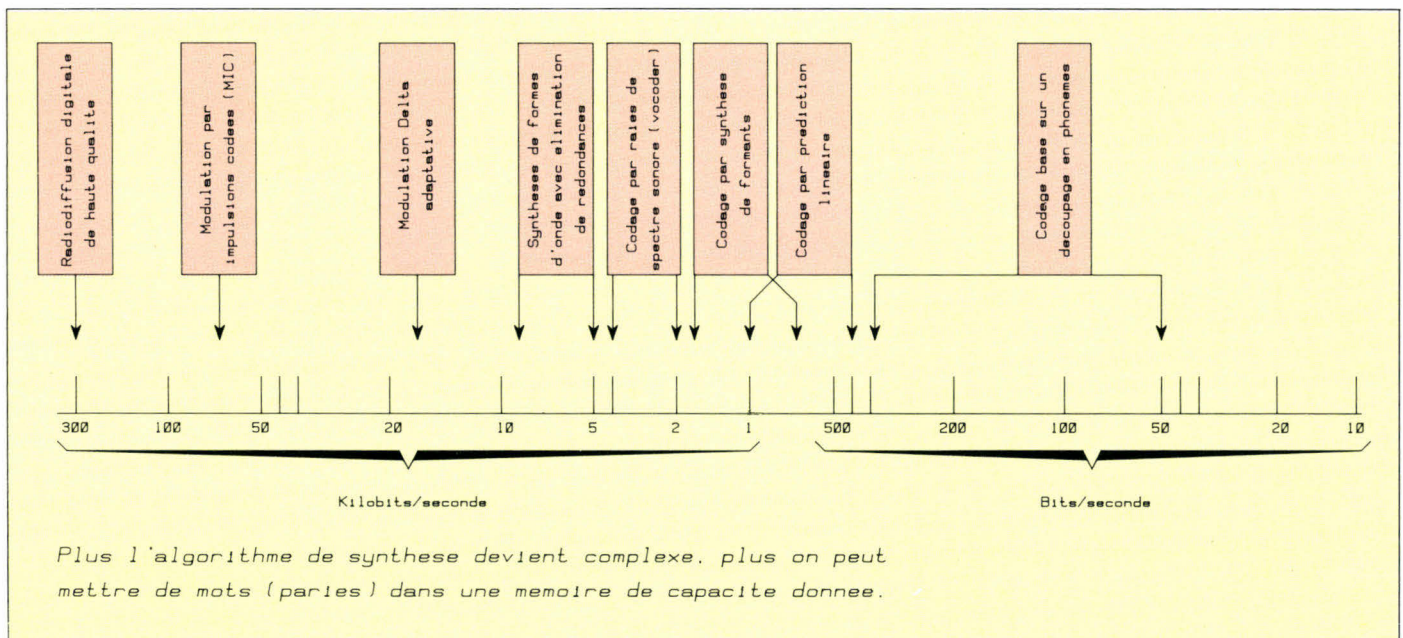 Radiodiffusion digitale
de haute qualite
Modulation par
impulsions codees (MIC)
Modulation Delta
adaptative
Syntheses de formes
d'onde avec elimination
de redondances
Codage par raies de
spectre sonore (vocoder)
Codage par synthese
de formants
Codage par prediction
lineaire
Codage base sur un
decoupage en phonemes
300 100 50 20 10 5 2 1 500 200 100 50 20 10
Kilobits/seconde Bits/seconde
Plus l'algorithme de synthese devient complexe, plus on peut
mettre de mots (parles) dans une memoire de capacite donnee.